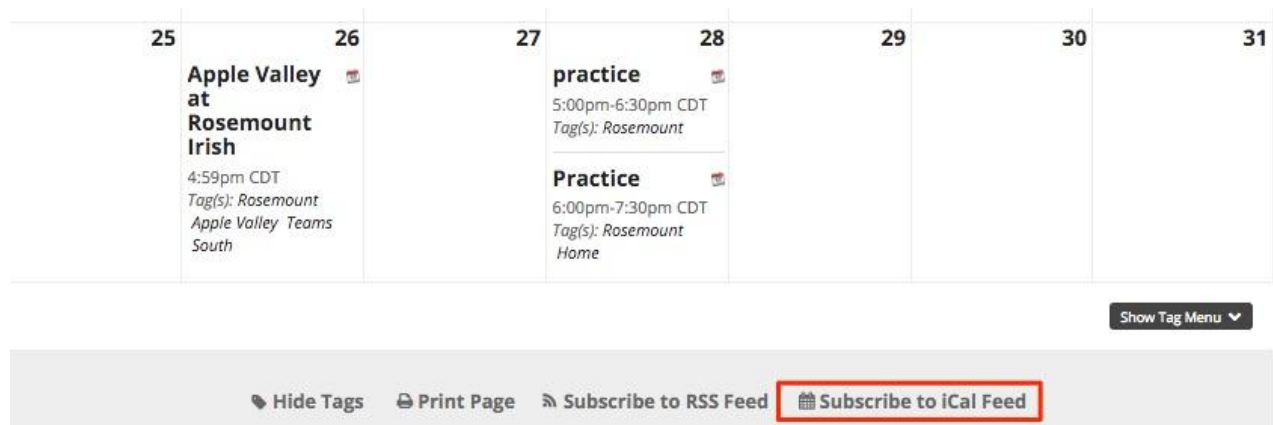 25 26 27 28 29 30 31
Apple Valley
at
Rosemount
Irish
4:59pm CDT
Tag(s): Rosemount
Apple Valley Teams
South
practice
5:00pm-6:30pm CDT
Tag(s): Rosemount
Practice
6:00pm-7:30pm CDT
Tag(s): Rosemount
Home
Show Tag Menu
Hide Tags Print Page Subscribe to RSS Feed Subscribe to iCal Feed